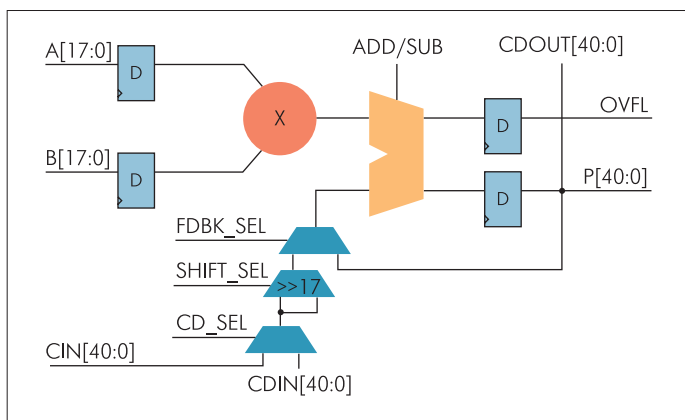 A[17:0]
ADD/SUB
CDOUT[40:0]
D
X
D
OVFL
B[17:0]
D
D
P[40:0]
FDBK_SEL
SHIFT_SEL
>>17
CD_SEL
CIN[40:0]
CDIN[40:0]